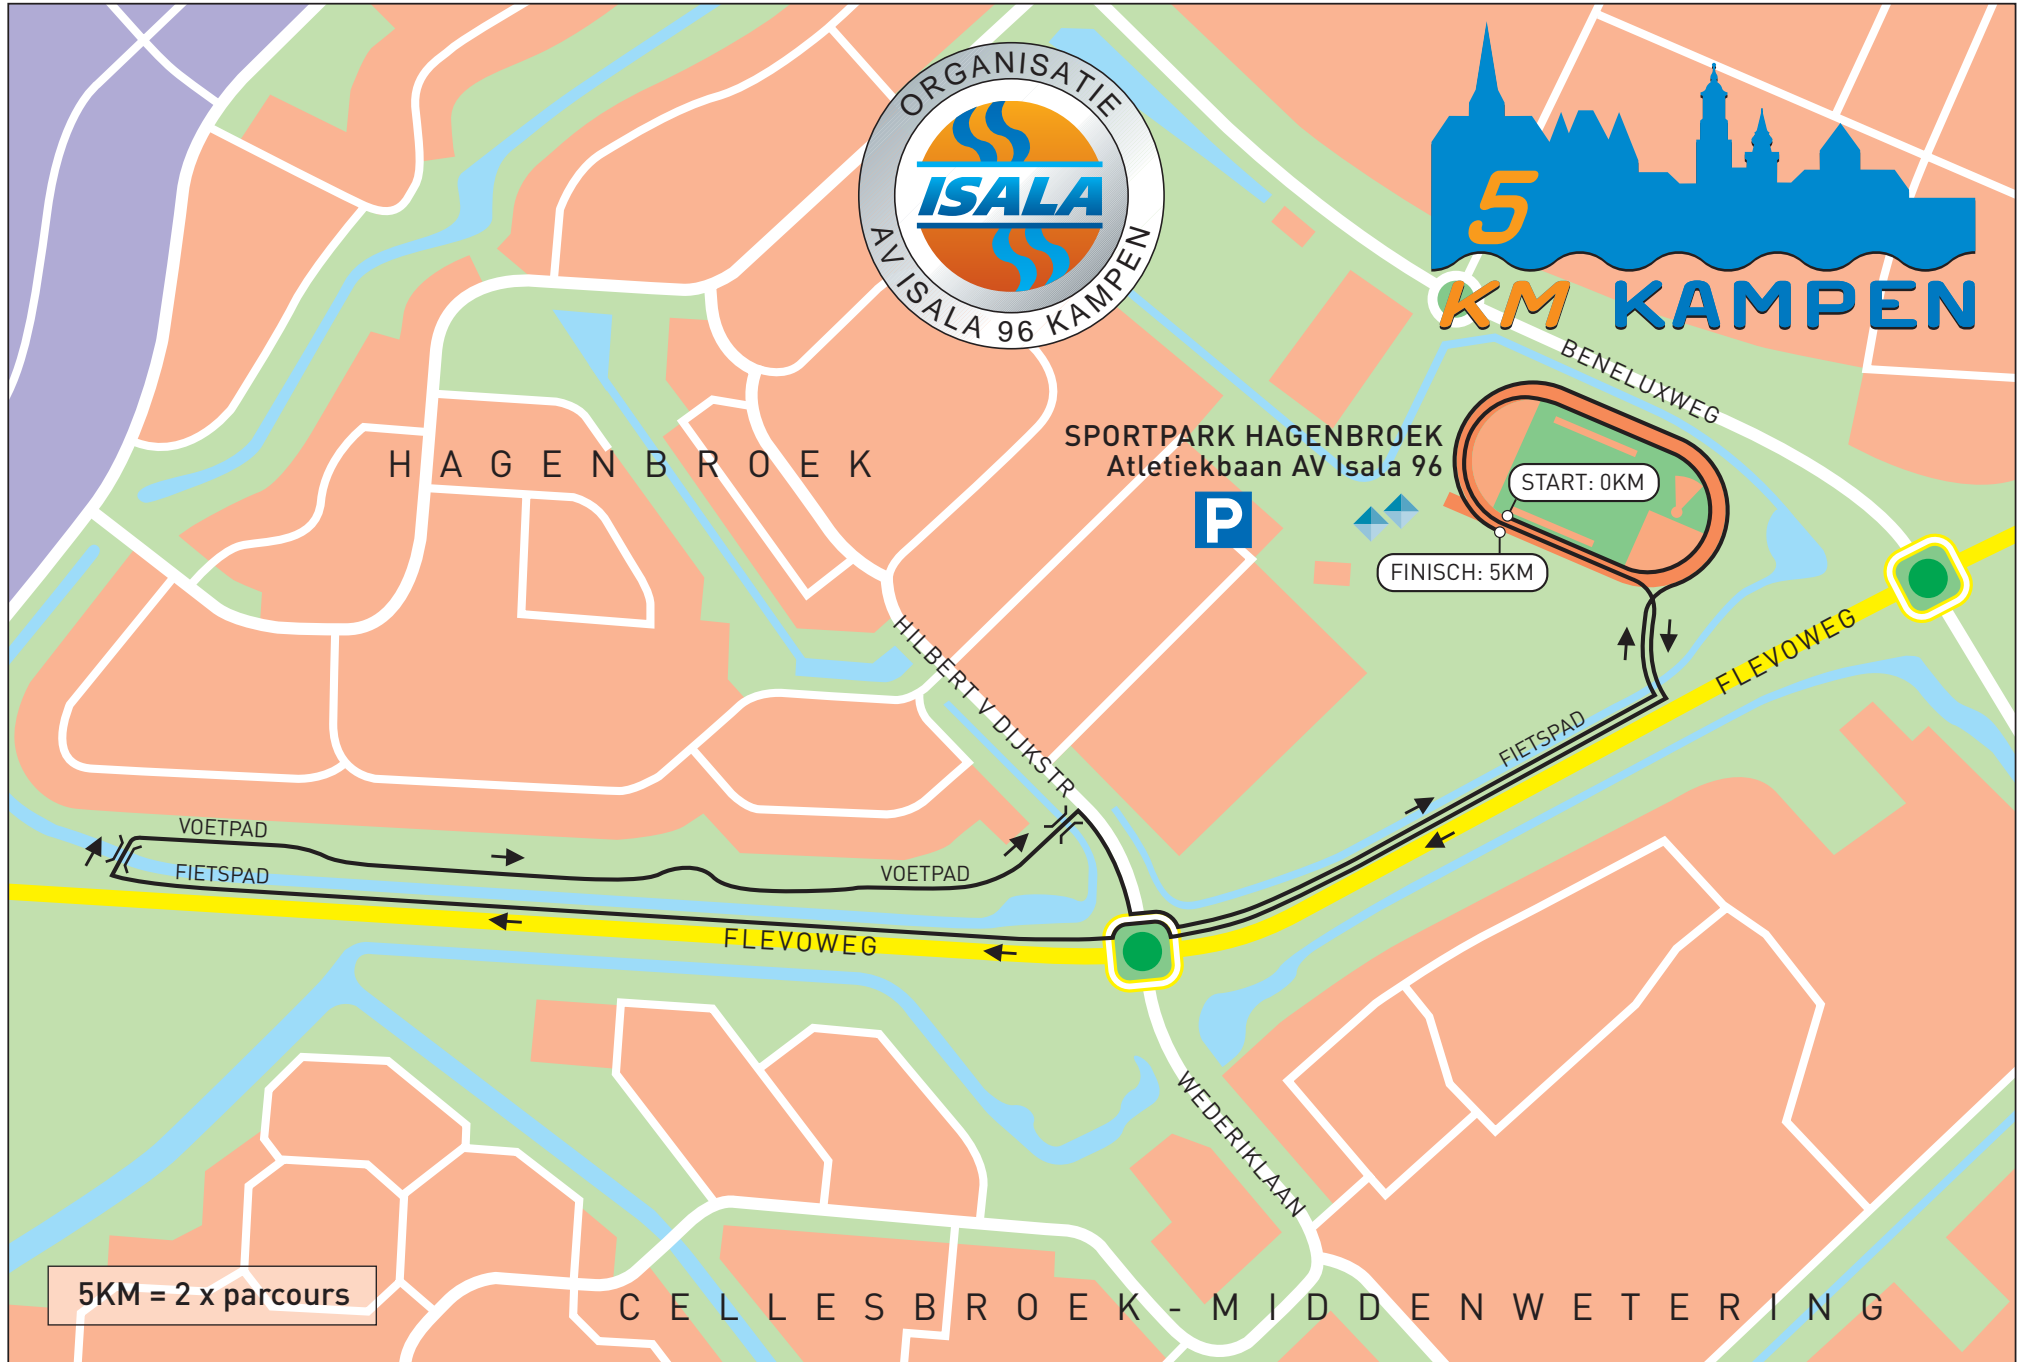 ORGANISATIE
ISALA
AV ISALA 96 KAMPEN
5
KM KAMPEN
BENELUXWEG
SPORTPARK HAGENBROEK
Atletiekbaan AV Isala 96
HAGENBROEK
P
START: 0KM
FINISCH: 5KM
HILBERT V DIJKSTR
FLEVOWEG
FIETSPAD
VOETPAD
FIETSPAD
VOETPAD
FLEVOWEG
WEDERIKLAAN
5KM = 2 x parcours
CELLESBROEK-MIDDENWETERING